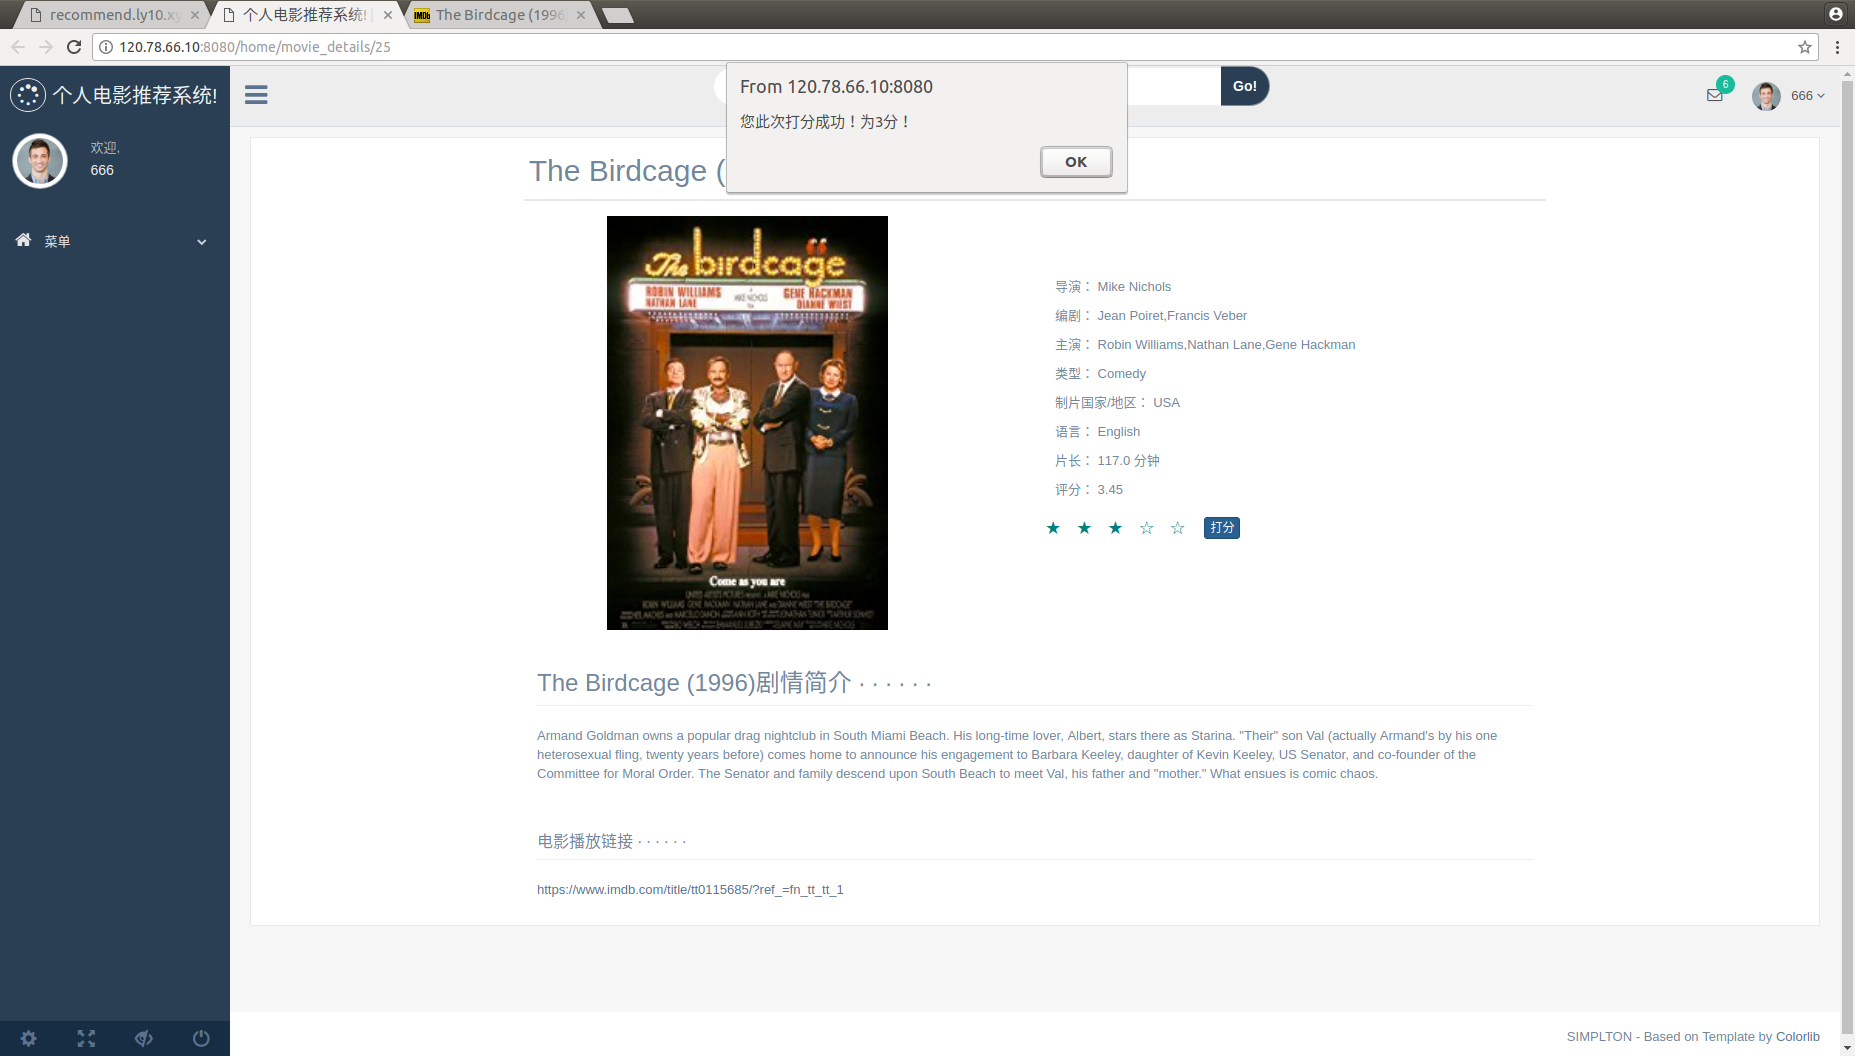 recommend.ly10.xy
个人电影推荐系统! |
IMDb The Birdcage (1996
120.78.66.10:8080/home/movie_details/25
个人电影推荐系统!
欢迎,
666
菜单
Go!
6
666
From 120.78.66.10:8080
您此次打分成功！为3分！
OK
The Birdcage (
The birdcage
ROBIN WILLIAMS
NATHAN LANE
MIKE NICHOLS
GENE HACKMAN
DIANNE WIEST
Come as you are
导演： Mike Nichols
编剧： Jean Poiret,Francis Veber
主演： Robin Williams,Nathan Lane,Gene Hackman
类型： Comedy
制片国家/地区： USA
语言： English
片长： 117.0 分钟
评分： 3.45
★ ★ ★ ☆ ☆ 打分
The Birdcage (1996)剧情简介 · · · · · ·
Armand Goldman owns a popular drag nightclub in South Miami Beach. His long-time lover, Albert, stars there as Starina. "Their" son Val (actually Armand's by his one
heterosexual fling, twenty years before) comes home to announce his engagement to Barbara Keeley, daughter of Kevin Keeley, US Senator, and co-founder of the
Committee for Moral Order. The Senator and family descend upon South Beach to meet Val, his father and "mother." What ensues is comic chaos.
电影播放链接 · · · · · ·
https://www.imdb.com/title/tt0115685/?ref_=fn_tt_tt_1
SIMPLTON - Based on Template by Colorlib